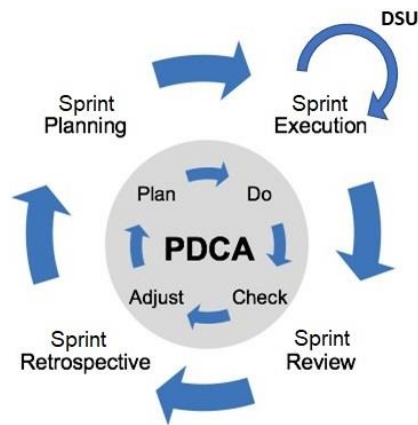 DSU
Sprint
Planning
Sprint
Execution
Plan
Do
PDCA
Adjust
Check
Sprint
Retrospective
Sprint
Review